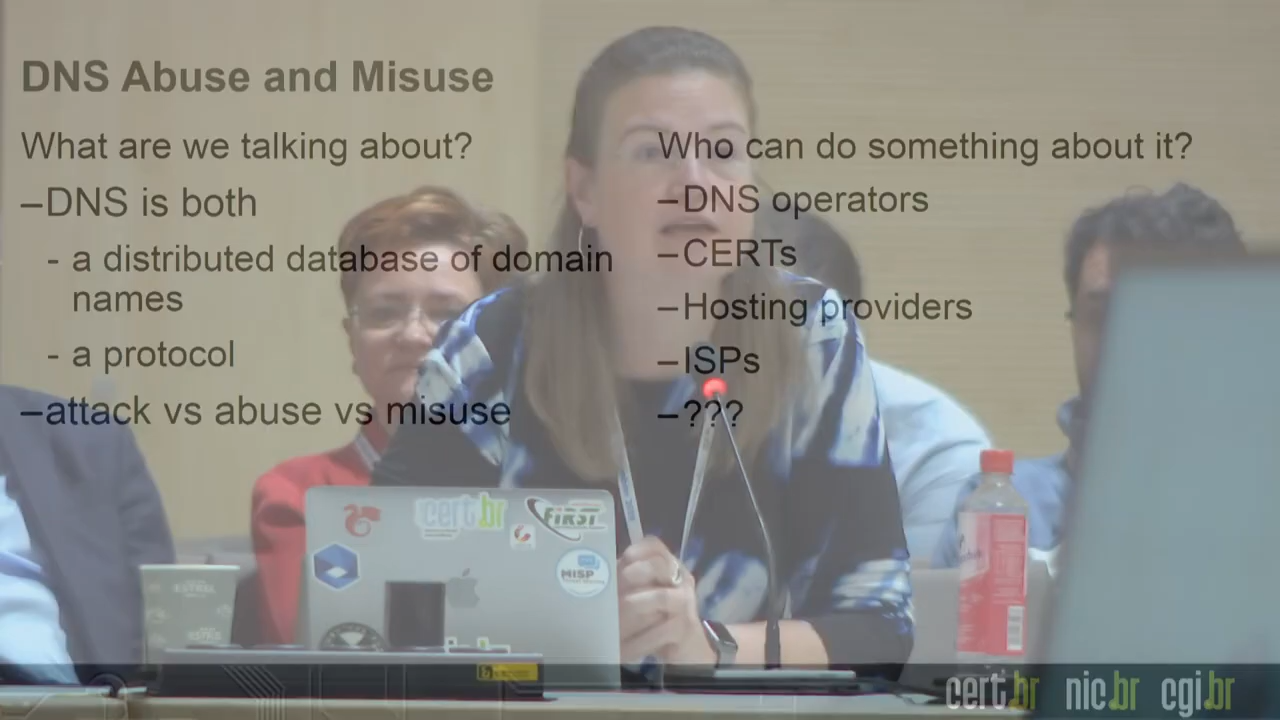 DNS Abuse and Misuse
What are we talking about?
–DNS is both
- a distributed database of domain
names
- a protocol
–attack vs abuse vs misuse
Who can do something about it?
–DNS operators
–CERTs
–Hosting providers
–ISPs
–???
cert.br
FIRST
MISP
cert.br nic.br cgi.br